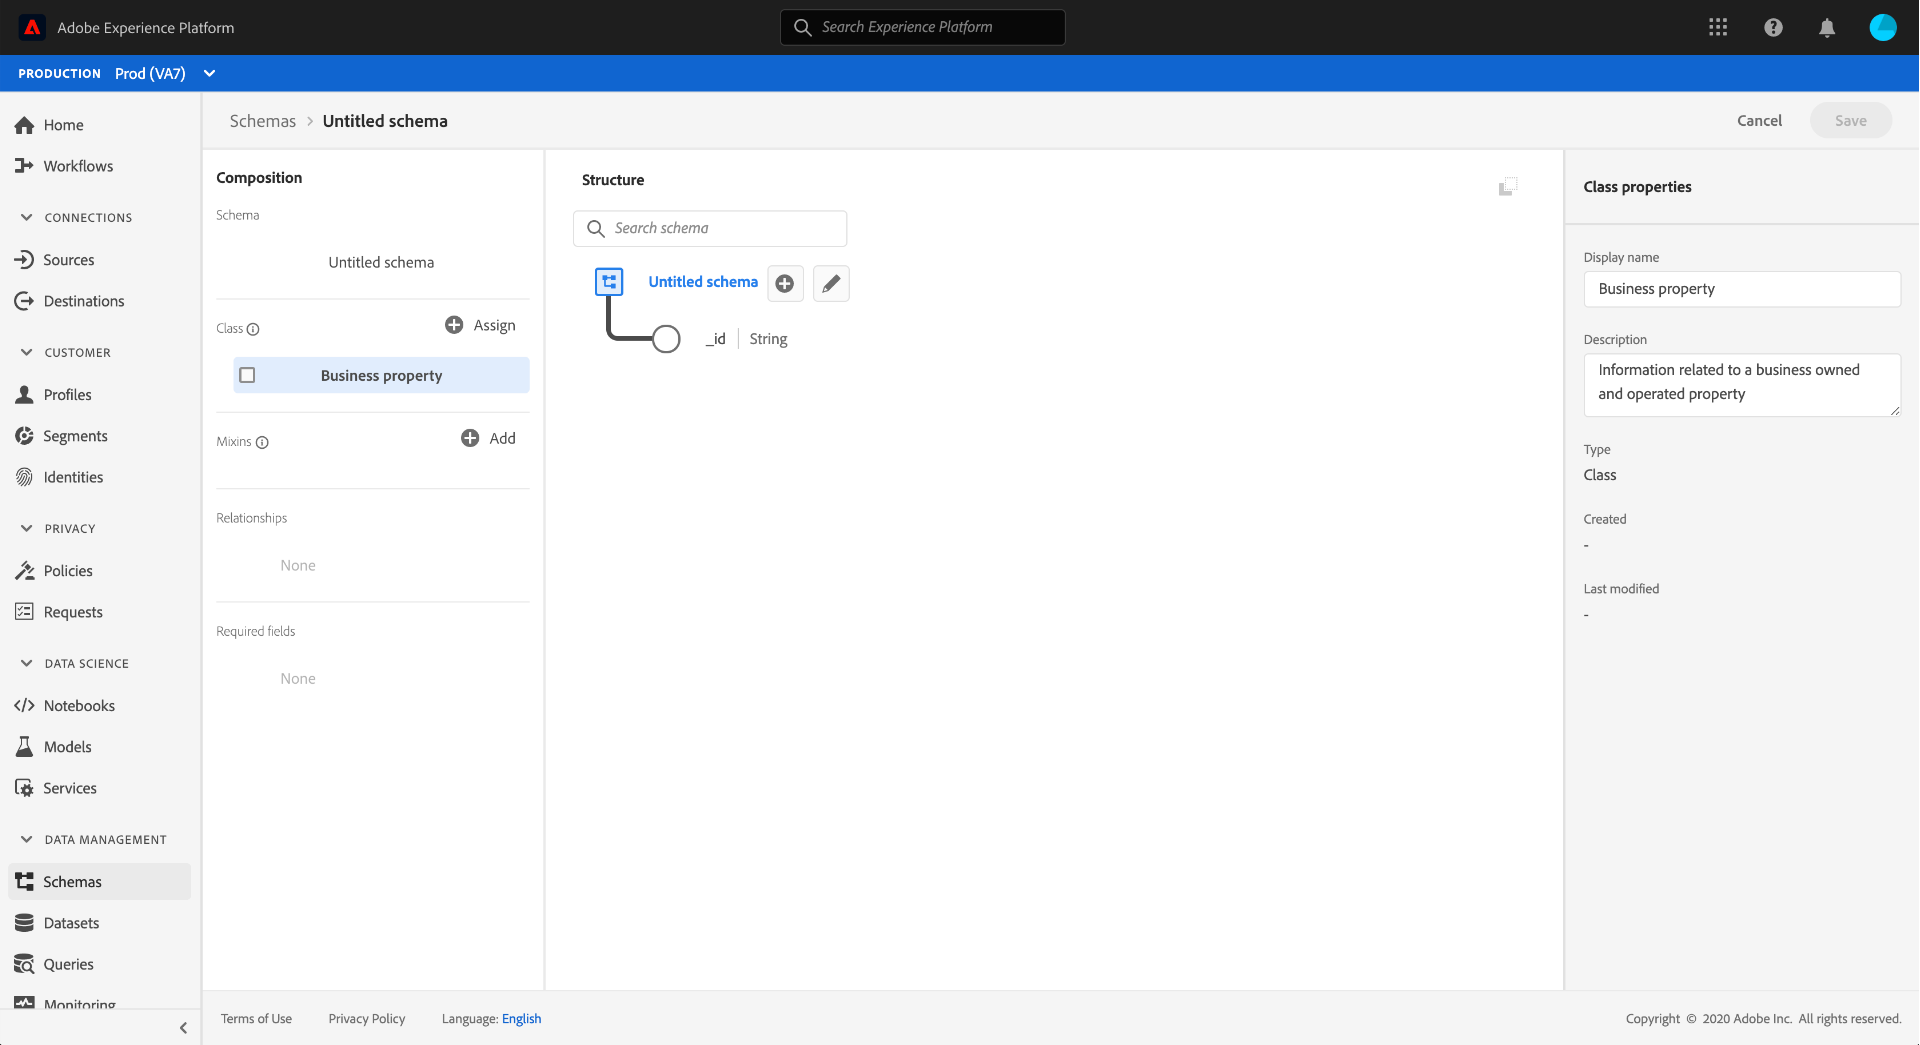 Adobe Experience Platform
Search Experience Platform
PRODUCTION Prod (VA7)
Home
Workflows
CONNECTIONS
Sources
Destinations
CUSTOMER
Profiles
Segments
Identities
PRIVACY
Policies
Requests
DATA SCIENCE
Notebooks
Models
Services
DATA MANAGEMENT
Schemas
Datasets
Queries
Monitoring
Schemas > Untitled schema
Cancel
Save
Composition
Schema
Untitled schema
Class
Assign
Business property
Mixins
Add
Relationships
None
Required fields
None
Structure
Search schema
Untitled schema
_id | String
Class properties
Display name
Business property
Description
Information related to a business owned
and operated property
Type
Class
Created
-
Last modified
-
Terms of Use
Privacy Policy
Language: English
Copyright © 2020 Adobe Inc. All rights reserved.